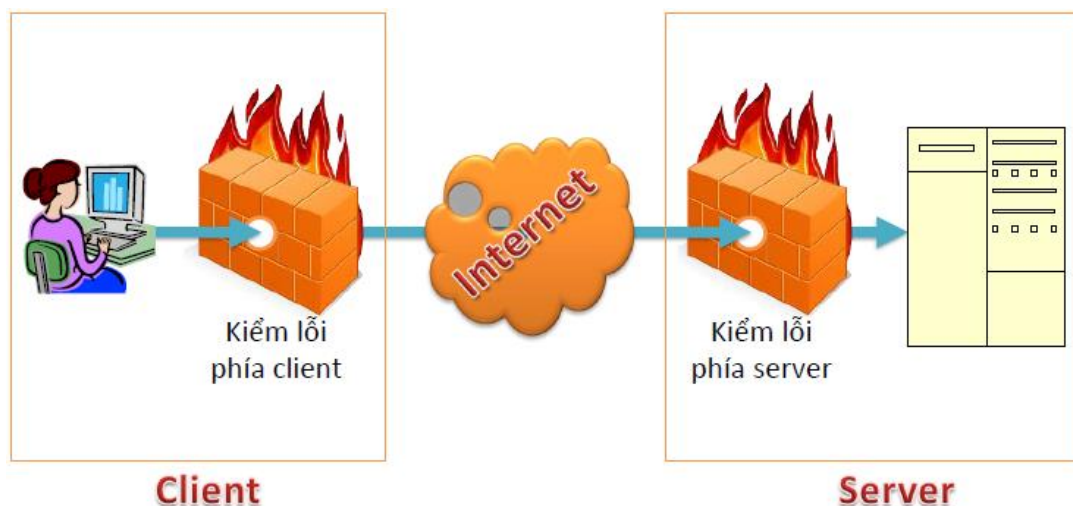 Internet
Kiểm lỗi
phía client
Kiểm lỗi
phía server
Client
Server